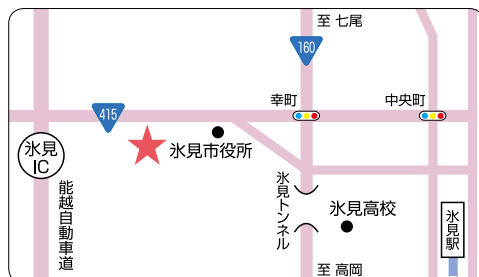 至 七尾
160
幸町
中央町
415
氷見市役所
氷見
IC
能越自動車道
氷見トンネル
氷見高校
氷見駅
至 高岡